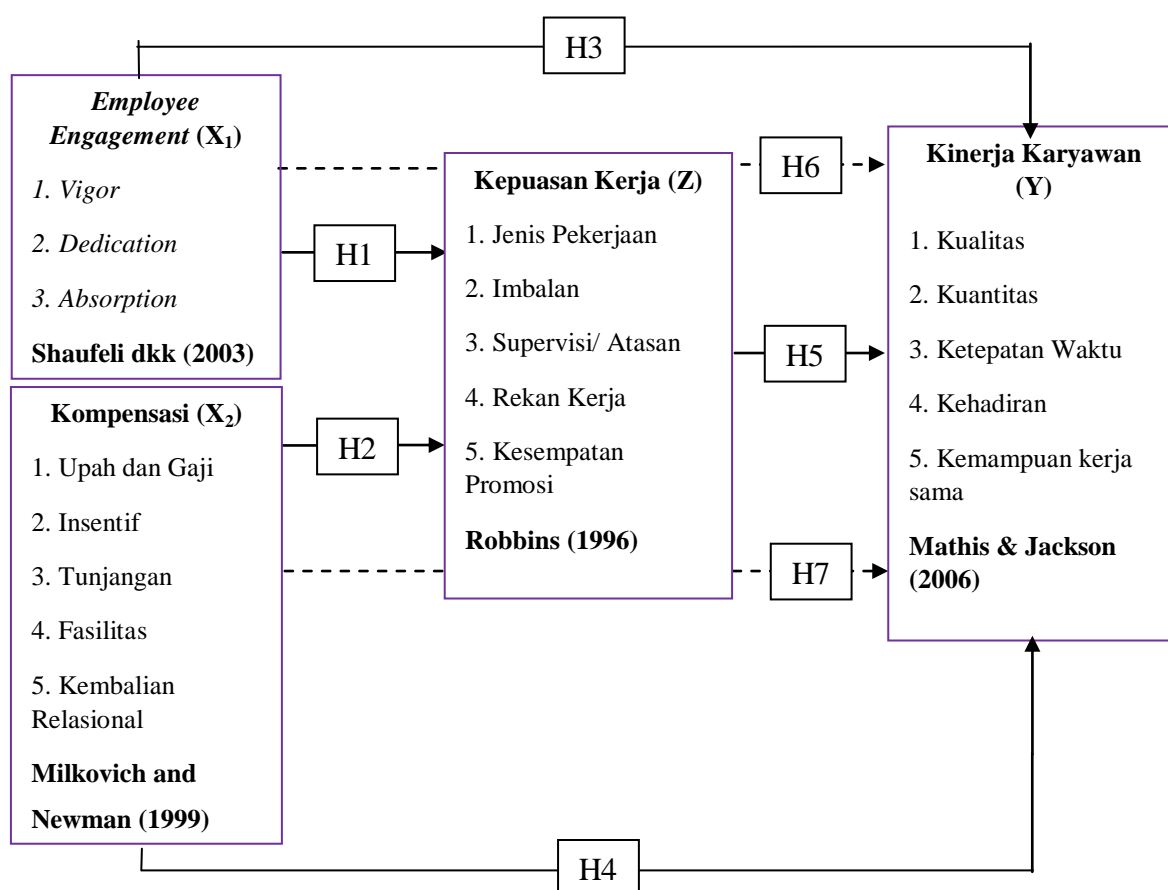 H3
Employee
Engagement (X1)
1. Vigor
2. Dedication
3. Absorption
Shaufeli dkk (2003)
H1
Kompensasi (X2)
1. Upah dan Gaji
2. Insentif
3. Tunjangan
4. Fasilitas
5. Kembalian
Relasional
Milkovich and
Newman (1999)
H2
Kepuasan Kerja (Z)
1. Jenis Pekerjaan
2. Imbalan
3. Supervisi/ Atasan
4. Rekan Kerja
5. Kesempatan
Promosi
Robbins (1996)
H6
H5
H7
Kinerja Karyawan
(Y)
1. Kualitas
2. Kuantitas
3. Ketepatan Waktu
4. Kehadiran
5. Kemampuan kerja
sama
Mathis & Jackson
(2006)
H4